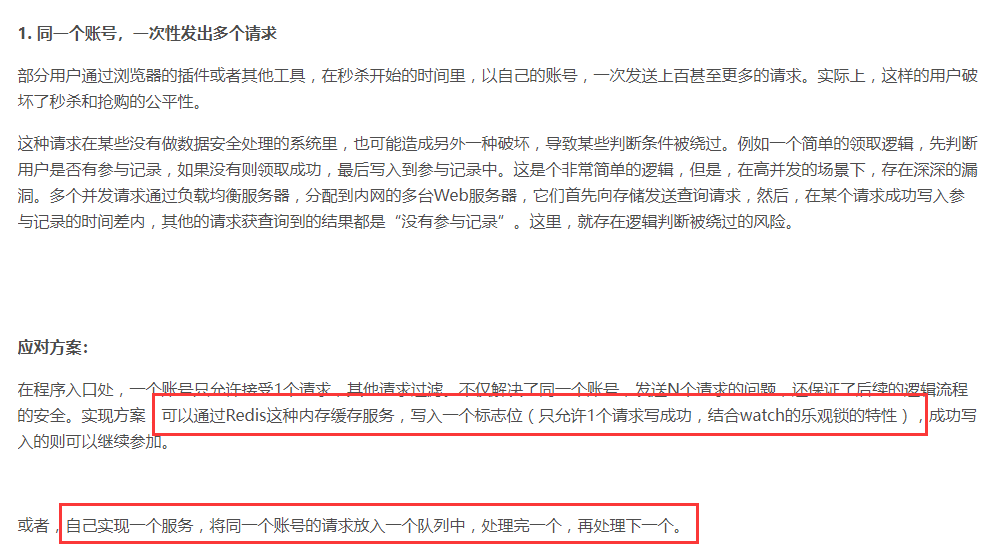 1. 同一个账号，一次性发出多个请求
部分用户通过浏览器的插件或者其他工具，在秒杀开始的时间里，以自己的账号，一次发送上百甚至更多的请求。实际上，这样的用户破
坏了秒杀和抢购的公平性。
这种请求在某些没有做数据安全处理的系统里，也可能造成另外一种破坏，导致某些判断条件被绕过。例如一个简单的领取逻辑，先判断
用户是否有参与记录，如果没有则领取成功，最后写入到参与记录中。这是个非常简单的逻辑，但是，在高并发的场景下，存在深深的漏
洞。多个并发请求通过负载均衡服务器，分配到内网的多台Web服务器，它们首先向存储发送查询请求，然后，在某个请求成功写入参
与记录的时间差内，其他的请求获查询到的结果都是“没有参与记录”。这里，就存在逻辑判断被绕过的风险。
应对方案：
在程序入口处，一个账号只允许接受1个请求，其他请求过滤。不仅解决了同一个账号，发送N个请求的问题，还保证了后续的逻辑流程
的安全。实现方案，可以通过Redis这种内存缓存服务，写入一个标志位（只允许1个请求写成功，结合watch的乐观锁的特性），成功写
入的则可以继续参加。
或者，自己实现一个服务，将同一个账号的请求放入一个队列中，处理完一个，再处理下一个。